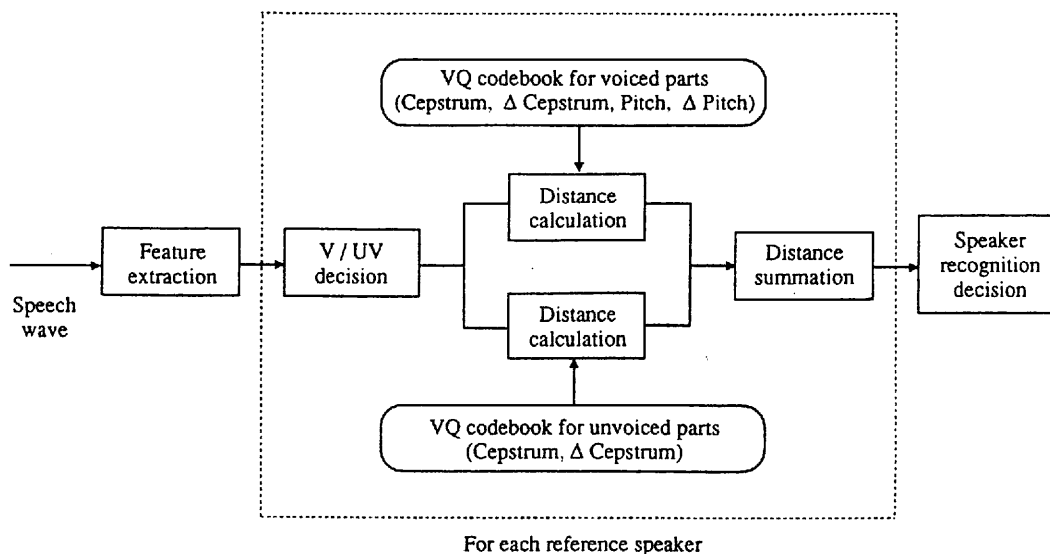 VQ codebook for voiced parts
(Cepstrum, Δ Cepstrum, Pitch, Δ Pitch)
Distance
calculation
Feature
extraction
V / UV
decision
Distance
summation
Speaker
recognition
decision
Speech
wave
Distance
calculation
VQ codebook for unvoiced parts
(Cepstrum, Δ Cepstrum)
For each reference speaker